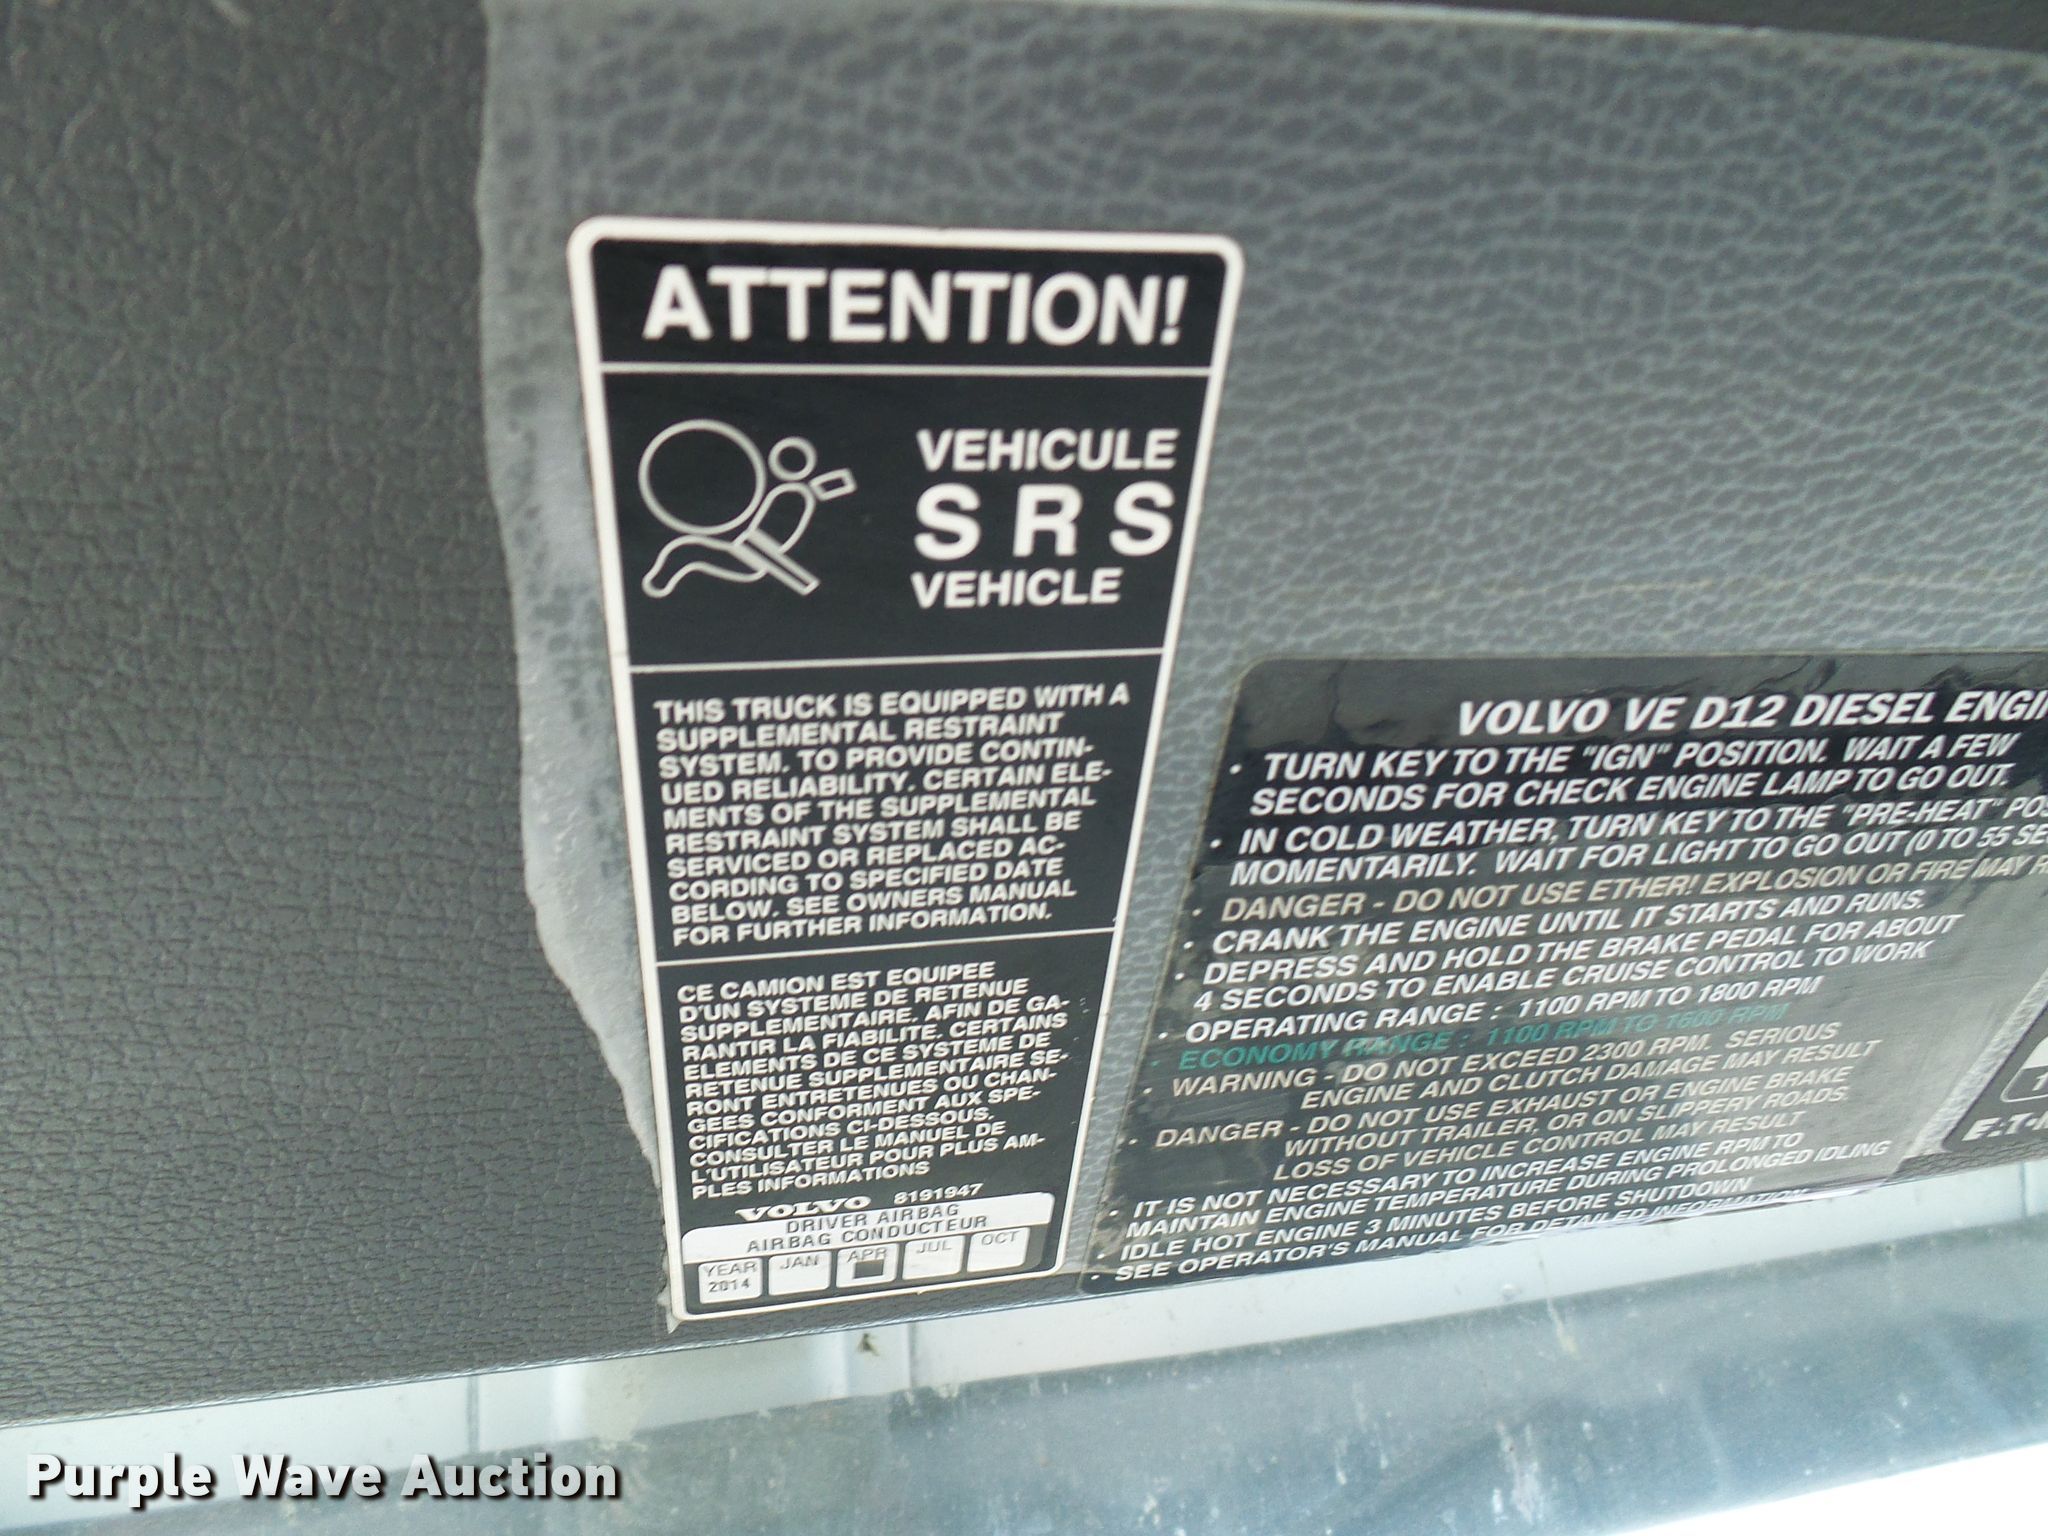 ATTENTION!
VEHICULE
S R S
VEHICLE
THIS TRUCK IS EQUIPPED WITH A
SUPPLEMENTAL RESTRAINT
SYSTEM. TO PROVIDE CONTIN-
UED RELIABILITY, CERTAIN ELE-
MENTS OF THE SUPPLEMENTAL
RESTRAINT SYSTEM SHALL BE
SERVICED OR REPLACED AC-
CORDING TO SPECIFIED DATE
BELOW. SEE OWNERS MANUAL
FOR FURTHER INFORMATION.
CE CAMION EST EQUIPEE
D'UN SYSTEME DE RETENUE
SUPPLEMENTAIRE. AFIN DE GA-
RANTIR LA FIABILITE, CERTAINS
ELEMENTS DE CE SYSTEME DE
RETENUE SUPPLEMENTAIRE SE-
RONT ENTRETENUES OU CHAN-
GEES CONFORMENT AUX SPE-
CIFICATIONS CI-DESSOUS.
CONSULTER LE MANUEL DE
L'UTILISATEUR POUR PLUS AM-
PLES INFORMATIONS
VOLVO 8191947
DRIVER AIRBAG
AIRBAG CONDUCTEUR
YEAR JAN APR JUL OCT
2014
VOLVO VE D12 DIESEL ENGI
• TURN KEY TO THE "IGN" POSITION. WAIT A FEW
SECONDS FOR CHECK ENGINE LAMP TO GO OUT.
• IN COLD WEATHER, TURN KEY TO THE "PRE-HEAT" POS
MOMENTARILY. WAIT FOR LIGHT TO GO OUT (0 TO 55 SE
• DANGER - DO NOT USE ETHER! EXPLOSION OR FIRE MAY R
• CRANK THE ENGINE UNTIL IT STARTS AND RUNS.
• DEPRESS AND HOLD THE BRAKE PEDAL FOR ABOUT
4 SECONDS TO ENABLE CRUISE CONTROL TO WORK
• OPERATING RANGE : 1100 RPM TO 1800 RPM
• ECONOMY RANGE : 1100 RPM TO 1600 RPM
• WARNING - DO NOT EXCEED 2300 RPM. SERIOUS
ENGINE AND CLUTCH DAMAGE MAY RESULT
• DANGER - DO NOT USE EXHAUST OR ENGINE BRAKE
WITHOUT TRAILER, OR ON SLIPPERY ROADS.
LOSS OF VEHICLE CONTROL MAY RESULT
• IT IS NOT NECESSARY TO INCREASE ENGINE RPM TO
MAINTAIN ENGINE TEMPERATURE DURING PROLONGED IDLING
• IDLE HOT ENGINE 3 MINUTES BEFORE SHUTDOWN
• SEE OPERATOR'S MANUAL FOR DETAILED INFORMATION
Purple Wave Auction